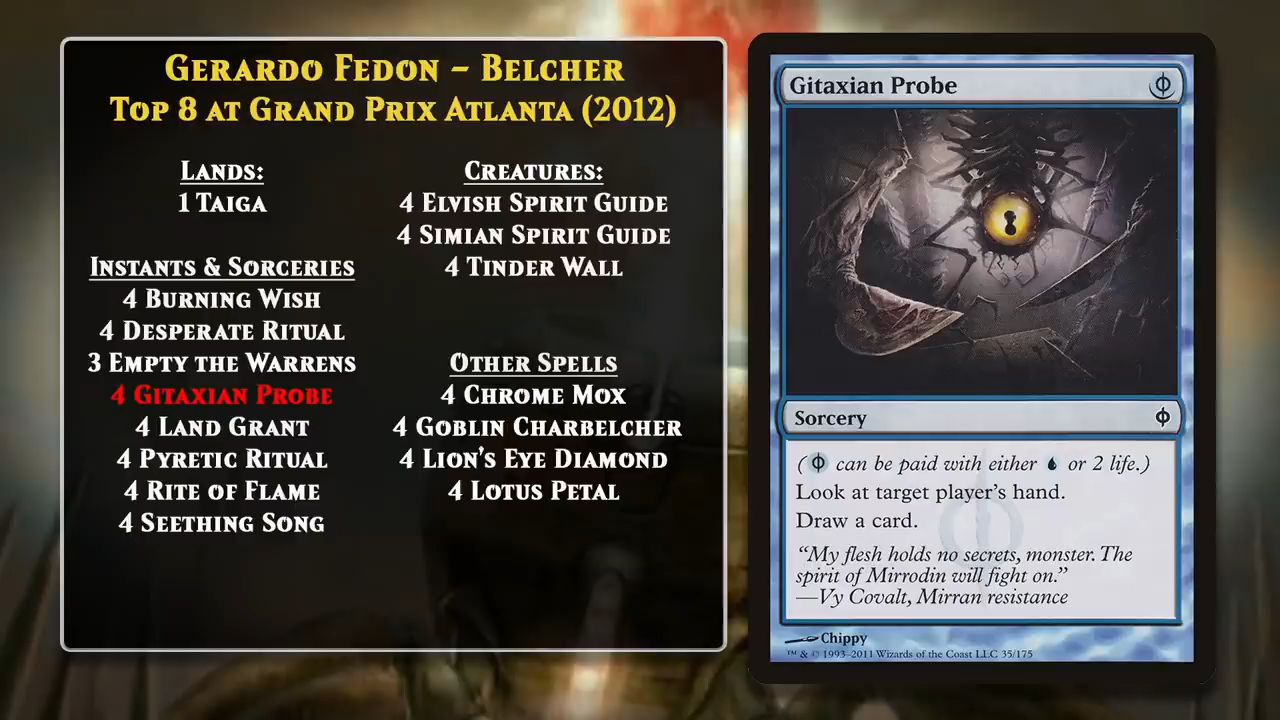 Gerardo Fedon – Belcher
Top 8 at Grand Prix Atlanta (2012)
Lands:
1 Taiga
Instants & Sorceries
4 Burning Wish
4 Desperate Ritual
3 Empty the Warrens
4 Gitaxian Probe
4 Land Grant
4 Pyretic Ritual
4 Rite of Flame
4 Seething Song
Creatures:
4 Elvish Spirit Guide
4 Simian Spirit Guide
4 Tinder Wall
Other Spells
4 Chrome Mox
4 Goblin Charbelcher
4 Lion's Eye Diamond
4 Lotus Petal
Gitaxian Probe
Sorcery
( can be paid with either or 2 life.)
Look at target player's hand.
Draw a card.
“My flesh holds no secrets, monster. The
spirit of Mirrodin will fight on.”
—Vy Covalt, Mirran resistance
Chippy
™ & © 1993–2011 Wizards of the Coast LLC 35/175